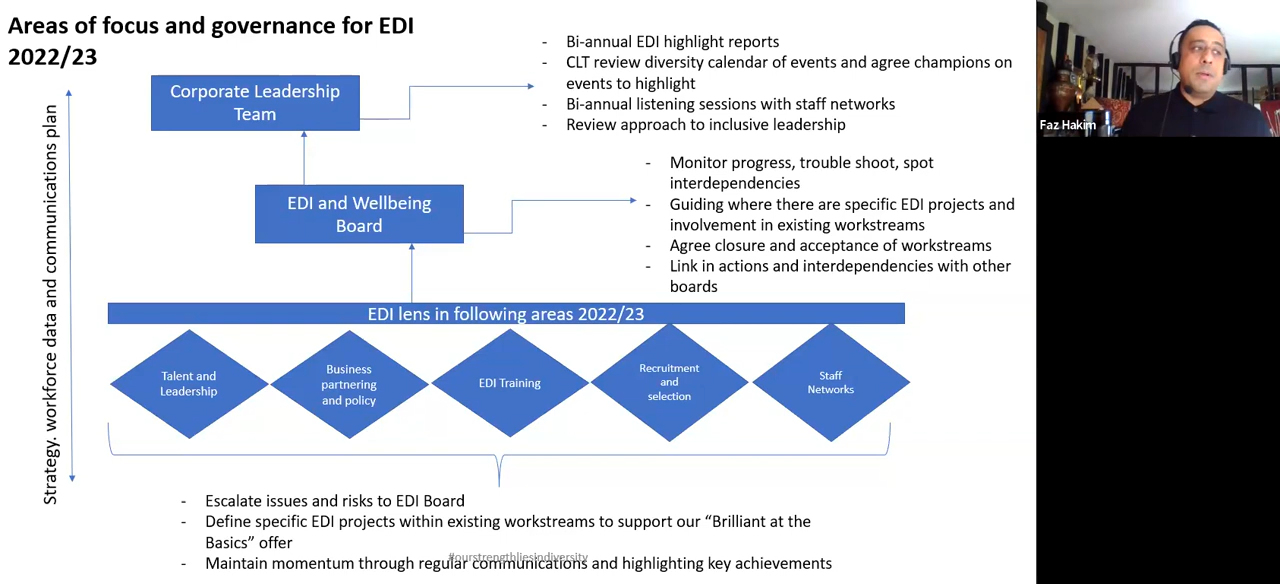 Areas of focus and governance for EDI
2022/23
Strategy. workforce data and communications plan
Corporate Leadership
Team
- Bi-annual EDI highlight reports
- CLT review diversity calendar of events and agree champions on
events to highlight
- Bi-annual listening sessions with staff networks
- Review approach to inclusive leadership
Faz Hakim
EDI and Wellbeing
Board
- Monitor progress, trouble shoot, spot
interdependencies
- Guiding where there are specific EDI projects and
involvement in existing workstreams
- Agree closure and acceptance of workstreams
- Link in actions and interdependencies with other
boards
EDI lens in following areas 2022/23
Talent and
Leadership
Business
partnering
and policy
EDI Training
Recruitment
and
selection
Staff
Networks
- Escalate issues and risks to EDI Board
- Define specific EDI projects within existing workstreams to support our “Brilliant at the
Basics” offer
#ourstrengthliesindiversity
- Maintain momentum through regular communications and highlighting key achievements